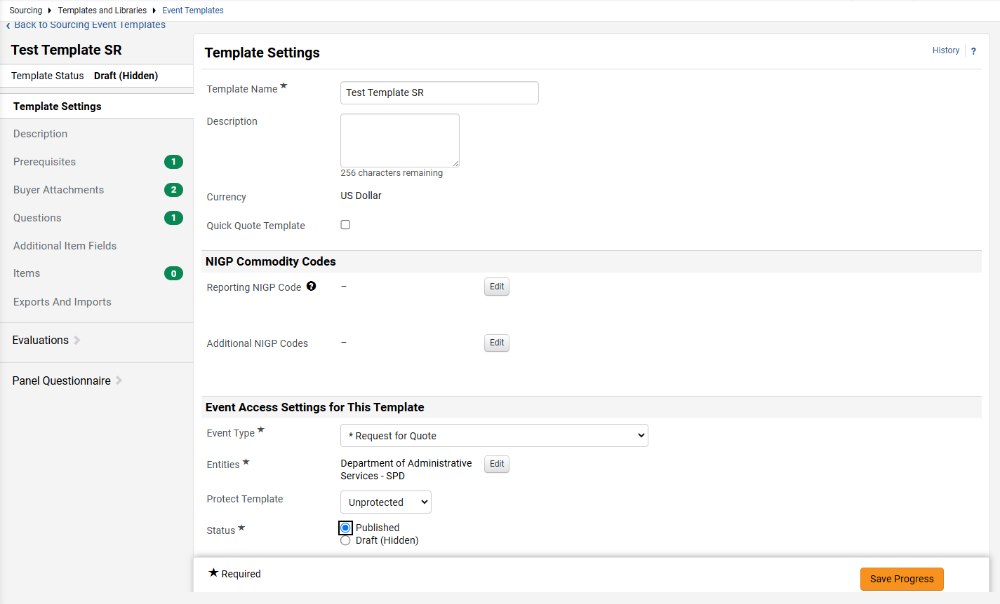 Sourcing Templates and Libraries Event Templates
Back to Sourcing Event Templates
Test Template SR
Template Status Draft (Hidden)
Template Settings
Description
Prerequisites 1
Buyer Attachments 2
Questions 1
Additional Item Fields
Items 0
Exports And Imports
Evaluations
Panel Questionnaire
Template Settings
History ?
Template Name ★ Test Template SR
Description
256 characters remaining
Currency US Dollar
Quick Quote Template
NIGP Commodity Codes
Reporting NIGP Code ? – Edit
Additional NIGP Codes – Edit
Event Access Settings for This Template
Event Type ★ * Request for Quote
Entities ★ Department of Administrative Edit
Services - SPD
Protect Template Unprotected
Status ★ Published
Draft (Hidden)
★ Required
Save Progress